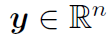 y ∈ ℝⁿ